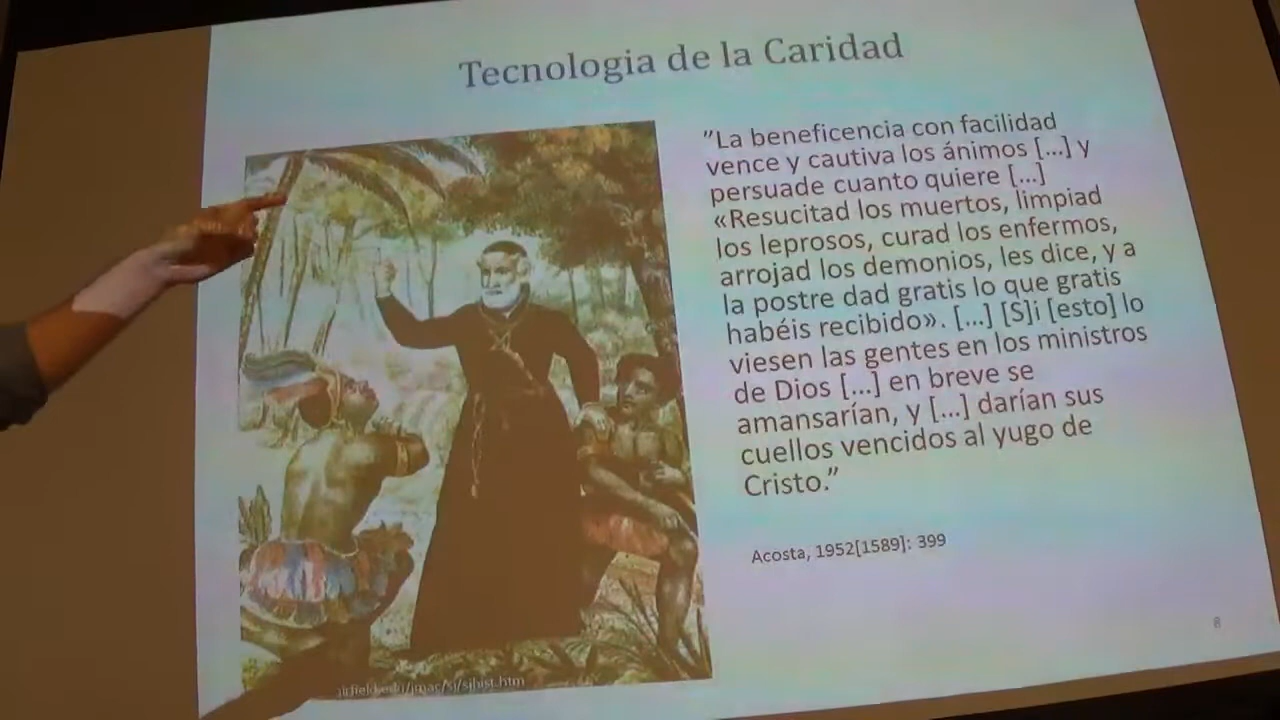 Tecnologia de la Caridad
"La beneficencia con facilidad
vence y cautiva los ánimos [...] y
persuade cuanto quiere [...]
«Resucitad los muertos, limpiad
los leprosos, curad los enfermos,
arrojad los demonios, les dice, y a
la postre dad gratis lo que gratis
habéis recibido». [...] [S]i [esto] lo
viesen las gentes en los ministros
de Dios [...] en breve se
amansarían, y [...] darían sus
cuellos vencidos al yugo de
Cristo."
Acosta, 1952[1589]: 399
8